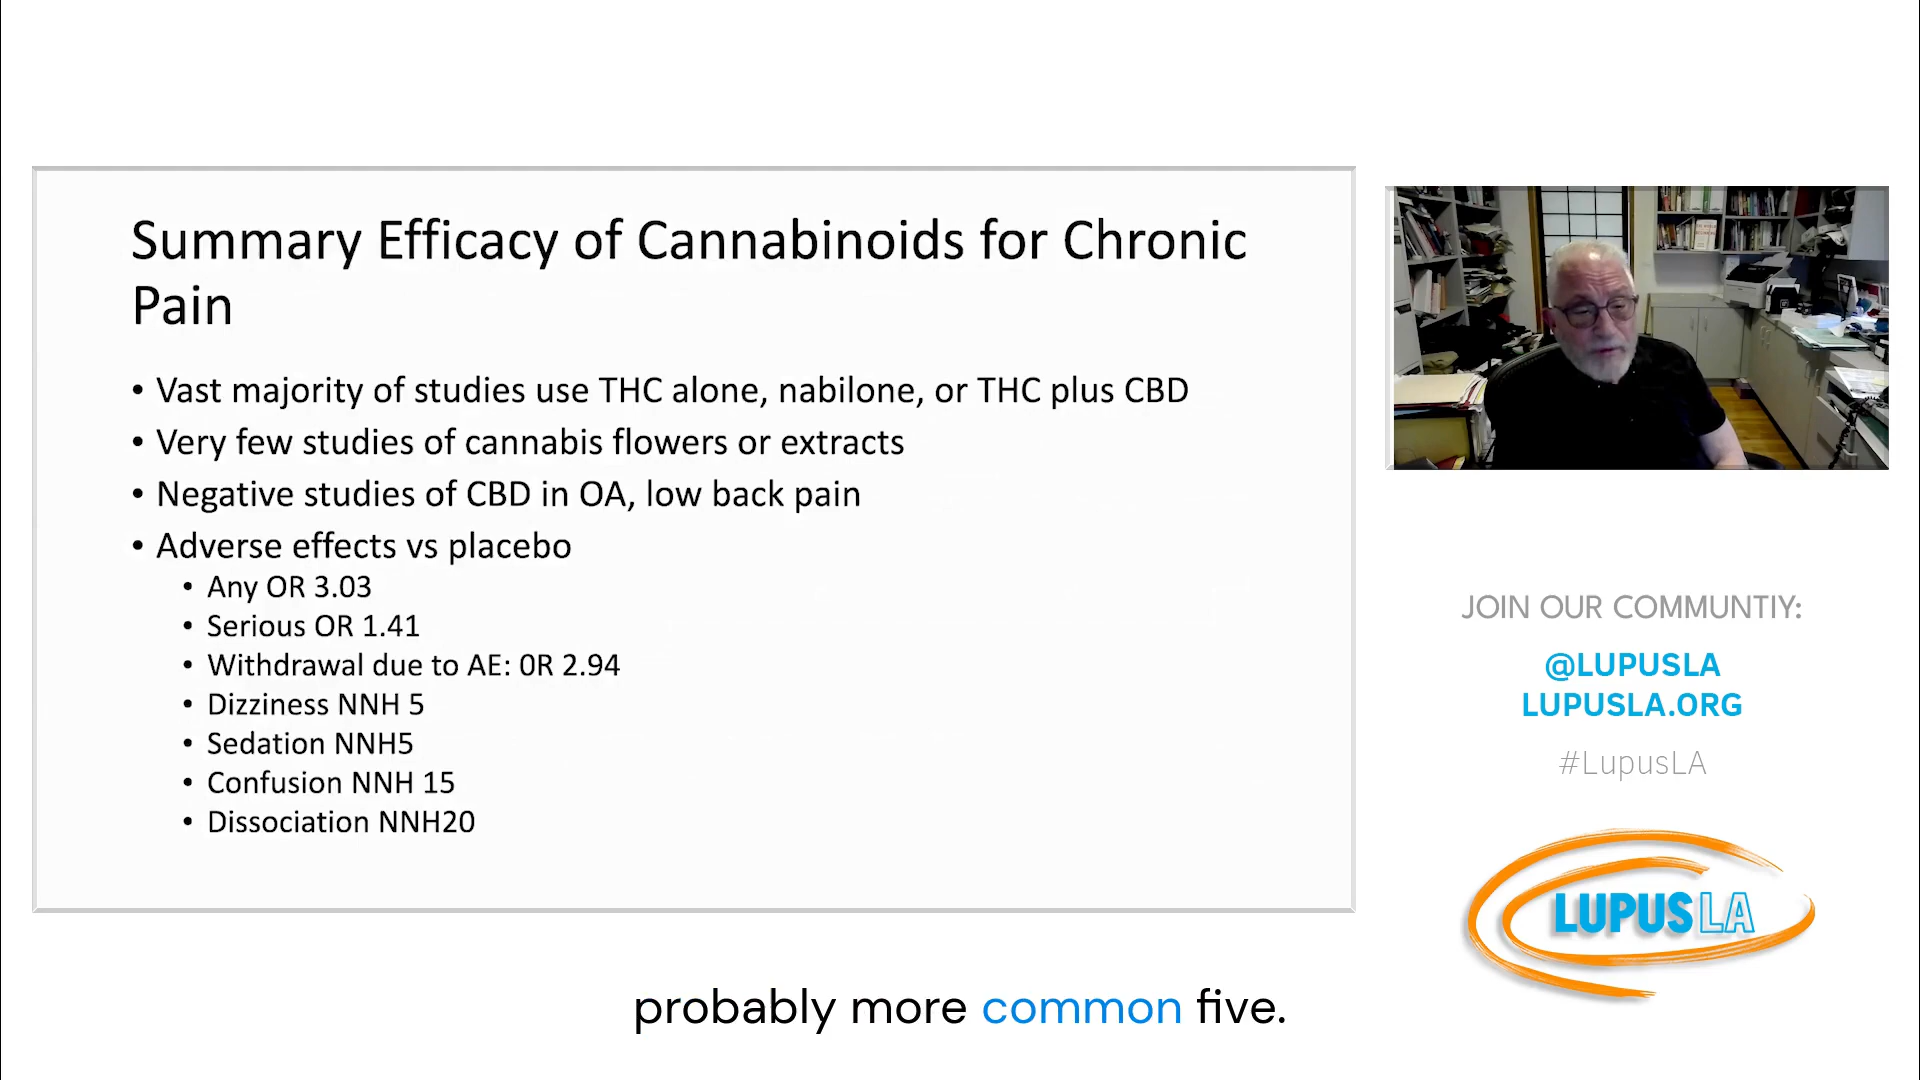 Summary Efficacy of Cannabinoids for Chronic
Pain
• Vast majority of studies use THC alone, nabilone, or THC plus CBD
• Very few studies of cannabis flowers or extracts
• Negative studies of CBD in OA, low back pain
• Adverse effects vs placebo
• Any OR 3.03
• Serious OR 1.41
• Withdrawal due to AE: 0R 2.94
• Dizziness NNH 5
• Sedation NNH5
• Confusion NNH 15
• Dissociation NNH20
JOIN OUR COMMUNTIY:
@LUPUSLA
LUPUSLA.ORG
#LupusLA
LUPUS LA
probably more common five.